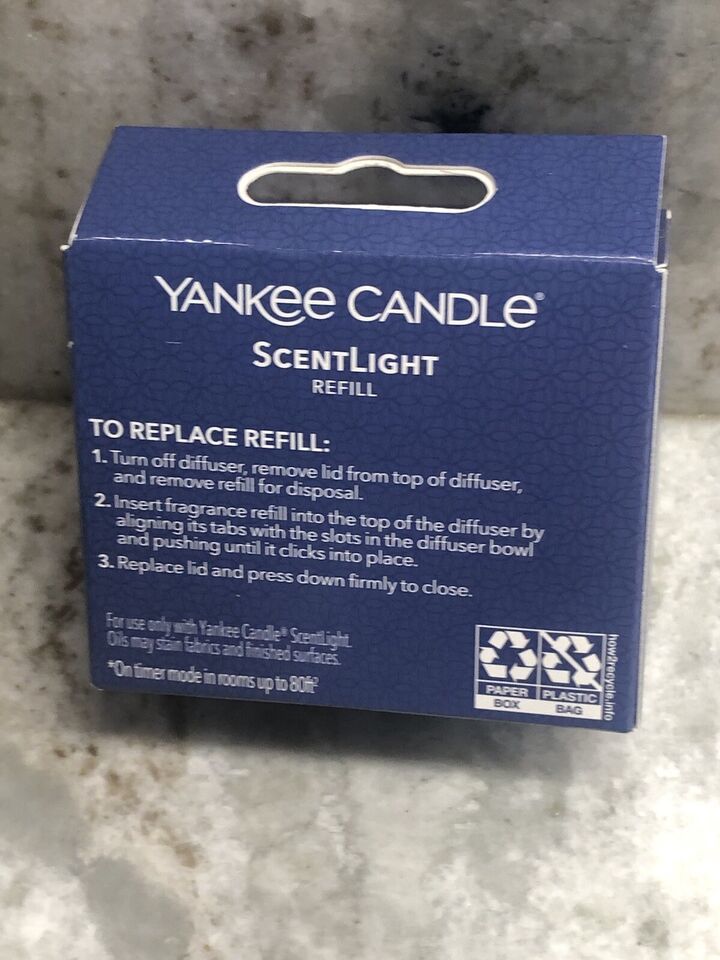 YANKEE CANDLE®
SCENTLIGHT
REFILL
TO REPLACE REFILL:
1. Turn off diffuser, remove lid from top of diffuser,
and remove refill for disposal.
2. Insert fragrance refill into the top of the diffuser by
aligning its tabs with the slots in the diffuser bowl
and pushing until it clicks into place.
3. Replace lid and press down firmly to close.
For use only with Yankee Candle® ScentLight.
Oils may stain fabrics and finished surfaces.
*On timer mode in rooms up to 80ft²
PAPER
BOX
PLASTIC
BAG
how2recycle.info